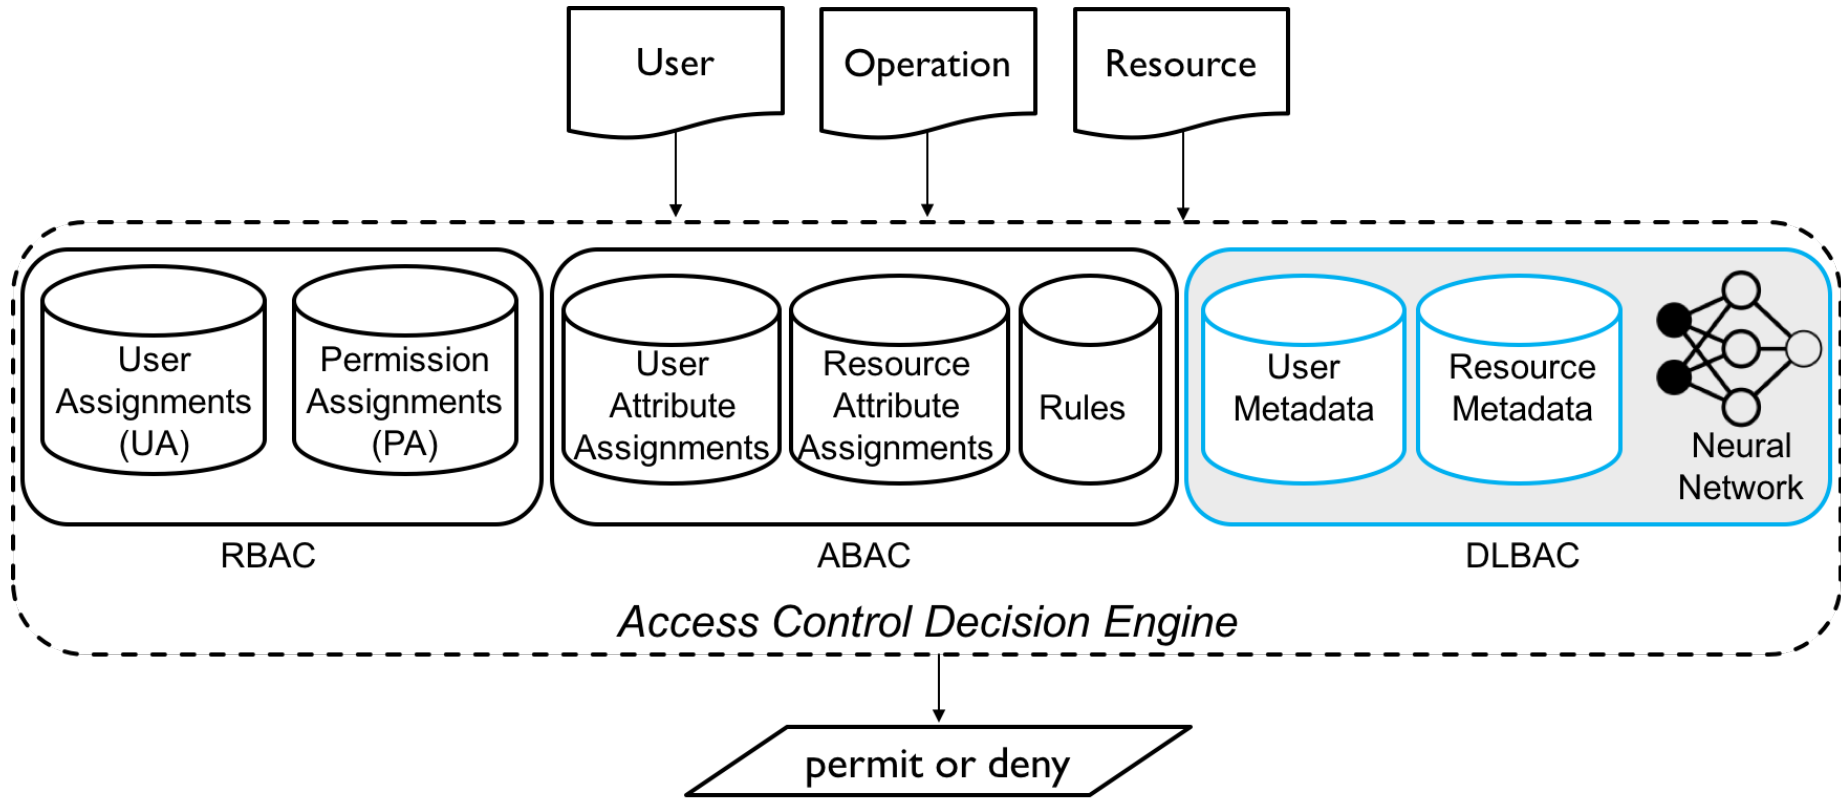 User
Operation
Resource
User
Assignments
(UA)
Permission
Assignments
(PA)
User
Attribute
Assignments
Resource
Attribute
Assignments
Rules
User
Metadata
Resource
Metadata
Neural
Network
RBAC
ABAC
DLBAC
Access Control Decision Engine
permit or deny